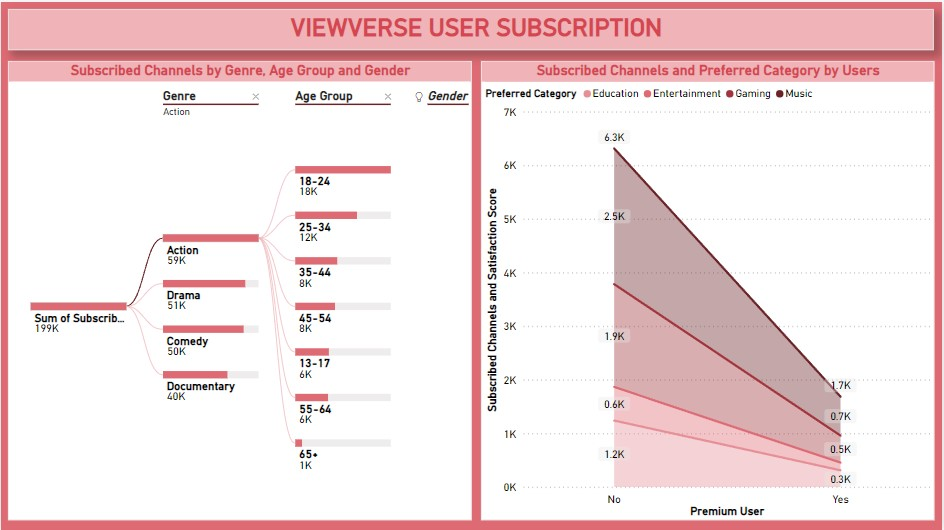 VIEWVERSE USER SUBSCRIPTION
Subscribed Channels by Genre, Age Group and Gender
Genre
Action
Age Group
Gender
Sum of Subscrib...
199K
Action
59K
Drama
51K
Comedy
50K
Documentary
40K
18-24
18K
25-34
12K
35-44
8K
45-54
8K
13-17
6K
55-64
6K
65+
1K
Subscribed Channels and Preferred Category by Users
Preferred Category Education Entertainment Gaming Music
Subscribed Channels and Satisfaction Score
7K
6K
5K
4K
3K
2K
1K
0K
6.3K
2.5K
1.9K
0.6K
1.2K
1.7K
0.7K
0.5K
0.3K
No Yes
Premium User